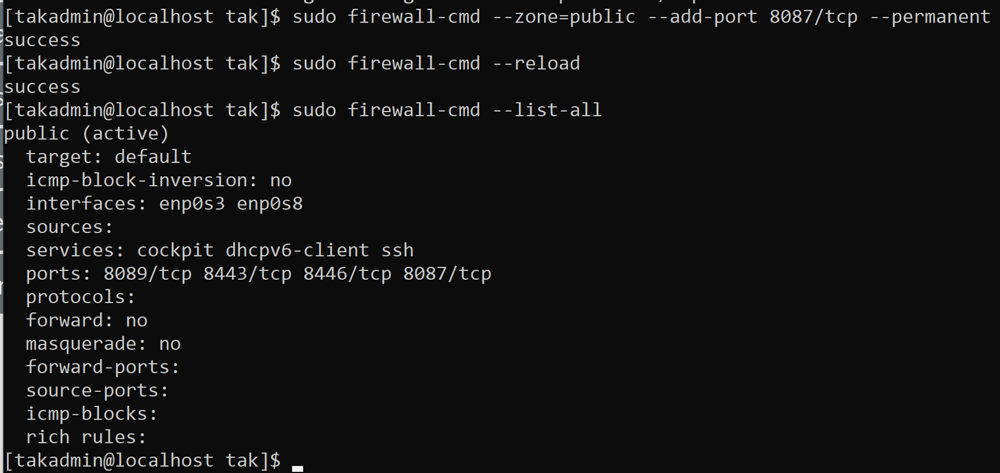 [takadmin@localhost tak]$ sudo firewall-cmd --zone=public --add-port 8087/tcp --permanent
success
[takadmin@localhost tak]$ sudo firewall-cmd --reload
success
[takadmin@localhost tak]$ sudo firewall-cmd --list-all
public (active)
  target: default
  icmp-block-inversion: no
  interfaces: enp0s3 enp0s8
  sources:
  services: cockpit dhcpv6-client ssh
  ports: 8089/tcp 8443/tcp 8446/tcp 8087/tcp
  protocols:
  forward: no
  masquerade: no
  forward-ports:
  source-ports:
  icmp-blocks:
  rich rules:
[takadmin@localhost tak]$